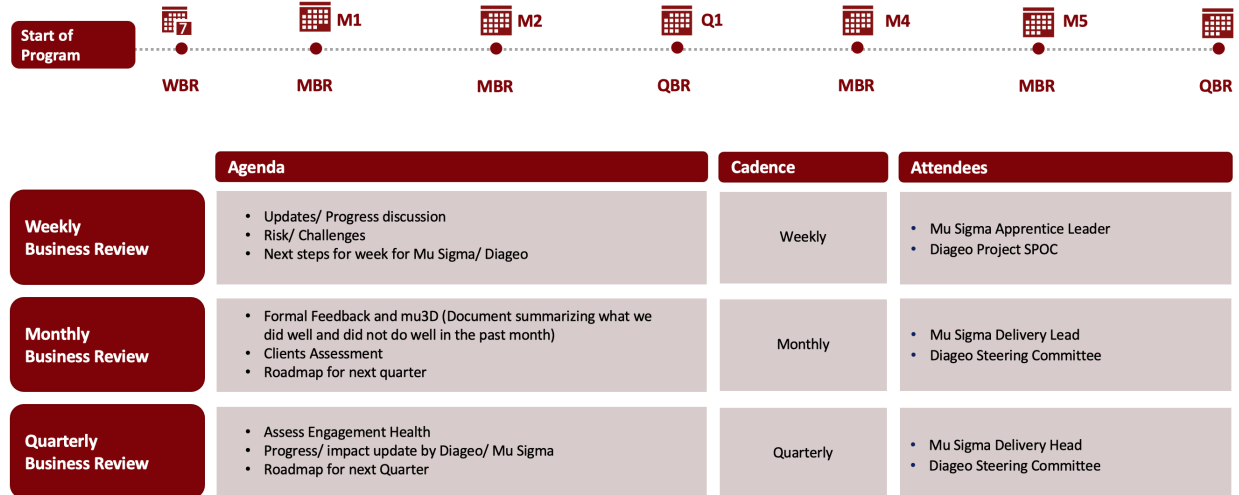 Start of
Program
7
M1
M2
Q1
M4
M5
WBR
MBR
MBR
QBR
MBR
MBR
QBR
Agenda
Cadence
Attendees
Weekly
Business Review
• Updates/ Progress discussion
• Risk/ Challenges
• Next steps for week for Mu Sigma/ Diageo
Weekly
• Mu Sigma Apprentice Leader
• Diageo Project SPOC
Monthly
Business Review
• Formal Feedback and mu3D (Document summarizing what we
did well and did not do well in the past month)
• Clients Assessment
• Roadmap for next quarter
Monthly
• Mu Sigma Delivery Lead
• Diageo Steering Committee
Quarterly
Business Review
• Assess Engagement Health
• Progress/ impact update by Diageo/ Mu Sigma
• Roadmap for next Quarter
Quarterly
• Mu Sigma Delivery Head
• Diageo Steering Committee